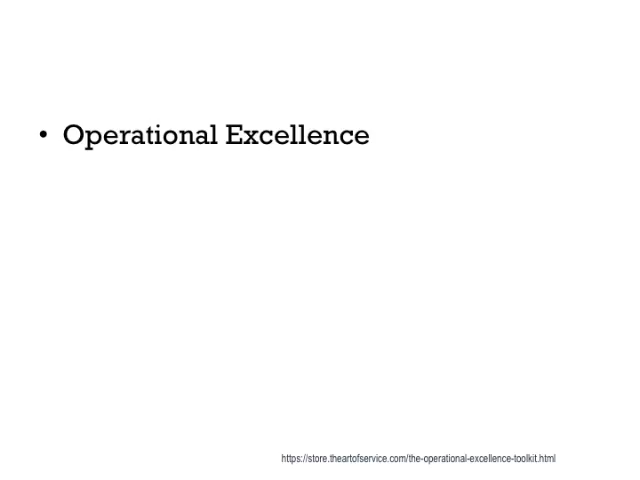 • Operational Excellence
https://store.theartofservice.com/the-operational-excellence-toolkit.html